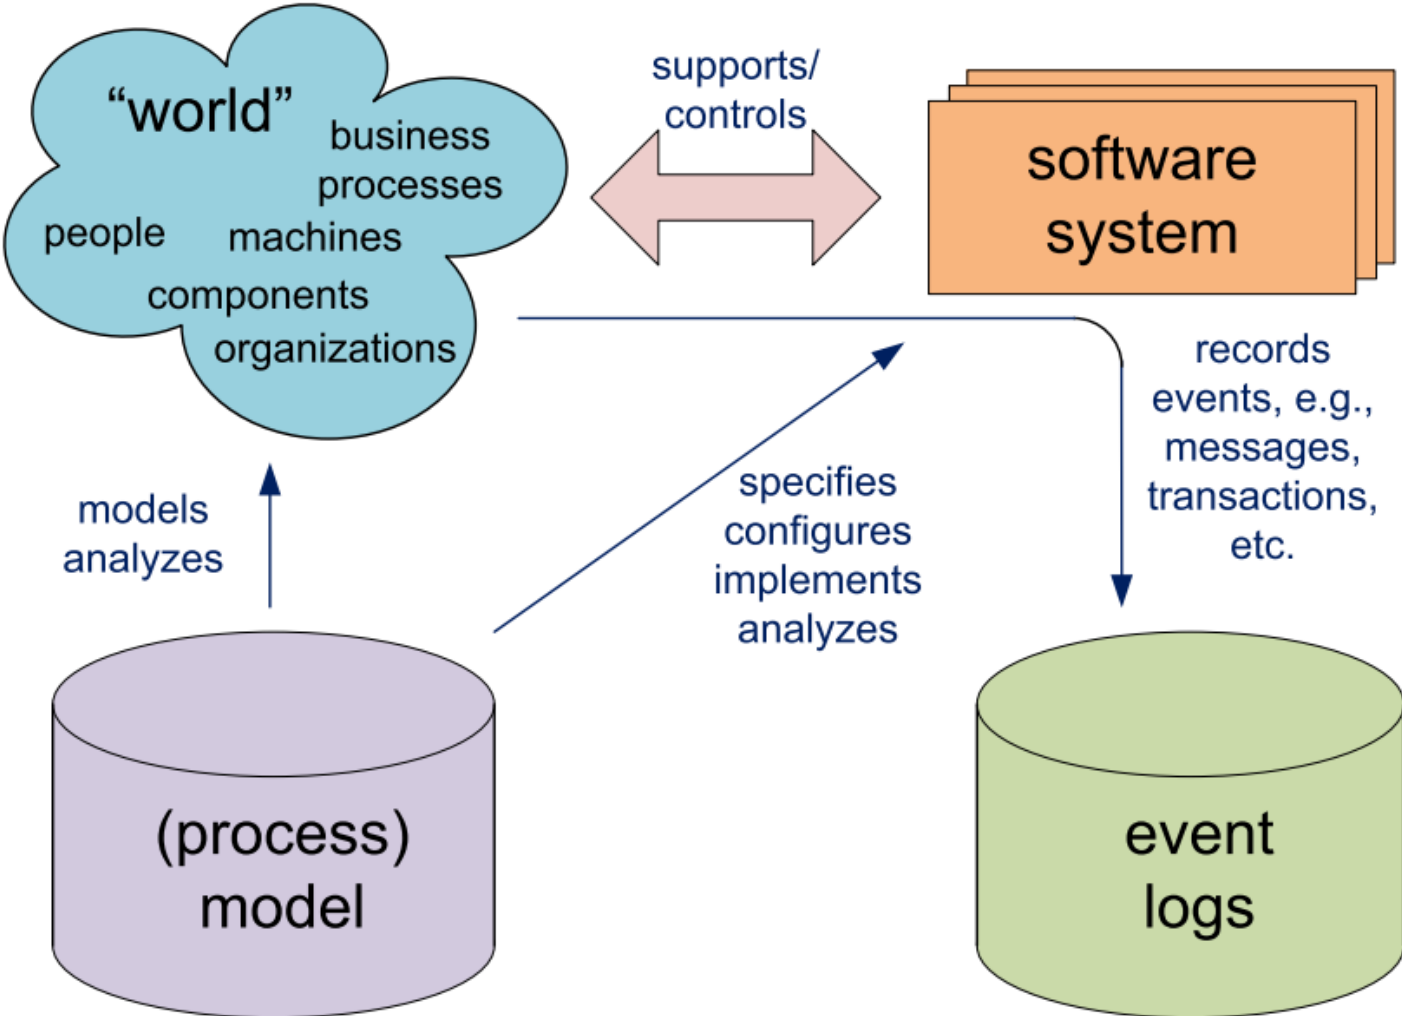 “world”
business
processes
people
machines
components
organizations
supports/
controls
software
system
records
events, e.g.,
messages,
transactions,
etc.
models
analyzes
specifies
configures
implements
analyzes
(process)
model
event
logs